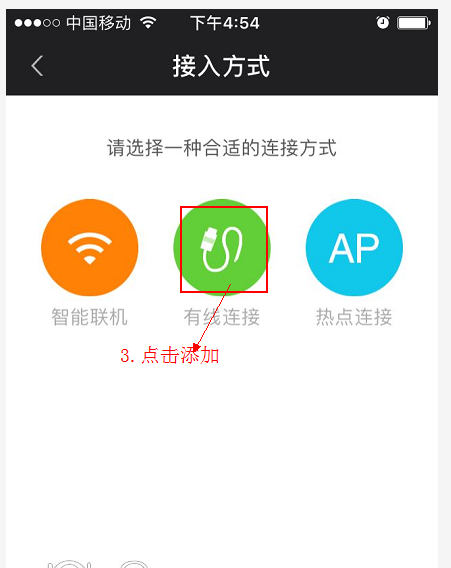 中国移动 下午4:54
接入方式
请选择一种合适的连接方式
AP
智能联机 有线连接 热点连接
3.点击添加